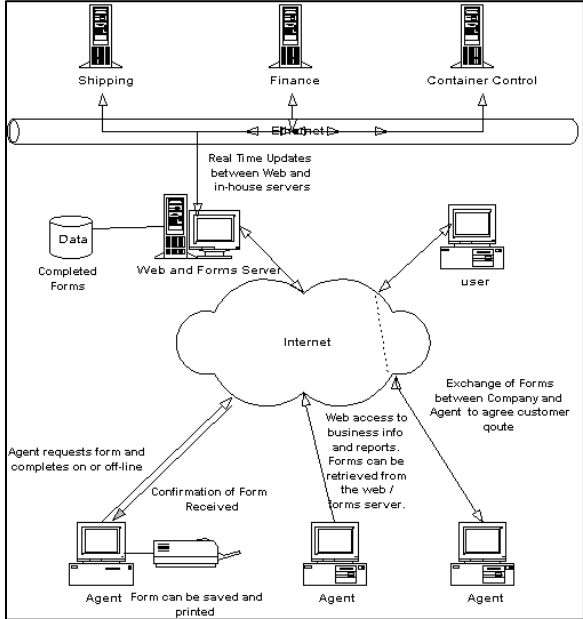 Shipping
Finance
Container Control
Ethernet
Real Time Updates
between Web and
in-house servers
Data
Completed
Forms
Web and Forms Server
user
Internet
Exchange of Forms
between Company and
Agent to agree customer
qoute
Web access to
business info
and reports.
Forms can be
retrieved from
the web /
forms server.
Agent requests form and
completes on or off-line
Confirmation of Form
Received
Agent
Form can be saved and
printed
Agent
Agent